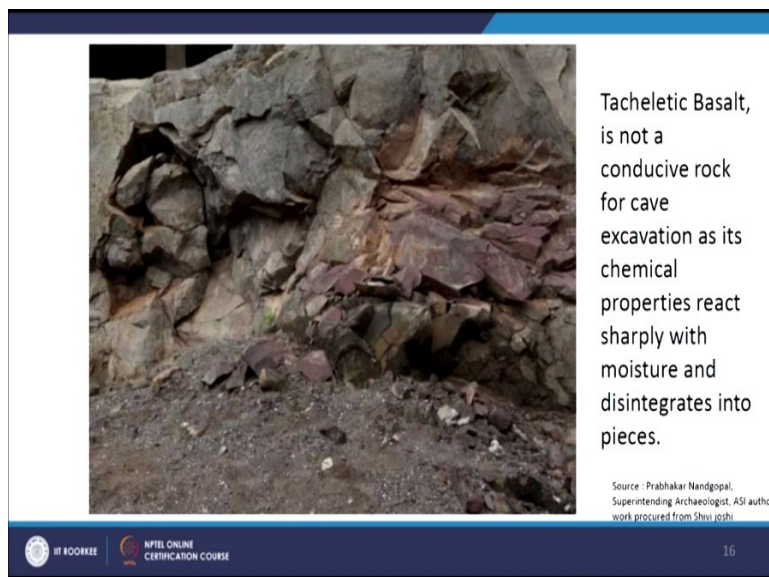 Tacheletic Basalt,
is not a
conducive rock
for cave
excavation as its
chemical
properties react
sharply with
moisture and
disintegrates into
pieces.
Source : Prabhakar Nandgopal,
Superintending Archaeologist, ASI autho
work procured from Shivi joshi
IIT ROORKEE
NPTEL ONLINE
CERTIFICATION COURSE
16